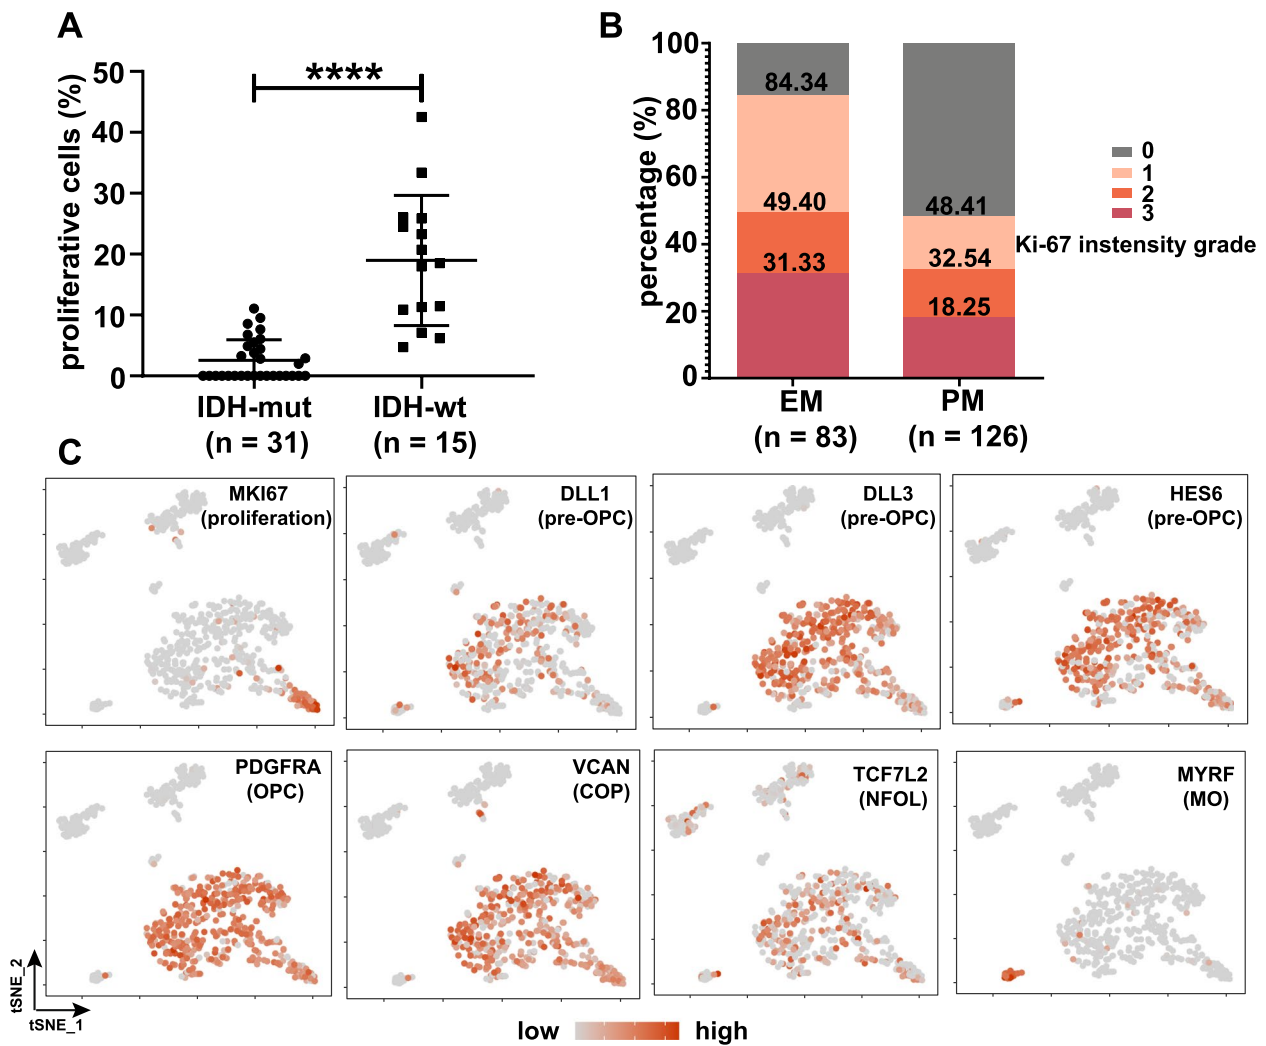 A
proliferative cells (%)
50
40
30
20
10
0
****
IDH-mut
(n = 31)
IDH-wt
(n = 15)
B
percentage (%)
100
80
60
40
20
0
84.34
49.40
31.33
48.41
32.54
18.25
EM
(n = 83)
PM
(n = 126)
0
1
2
3
Ki-67 instensity grade
C
MKI67
(proliferation)
DLL1
(pre-OPC)
DLL3
(pre-OPC)
HES6
(pre-OPC)
PDGFRA
(OPC)
VCAN
(COP)
TCF7L2
(NFOL)
MYRF
(MO)
tSNE_2
tSNE_1
low
high